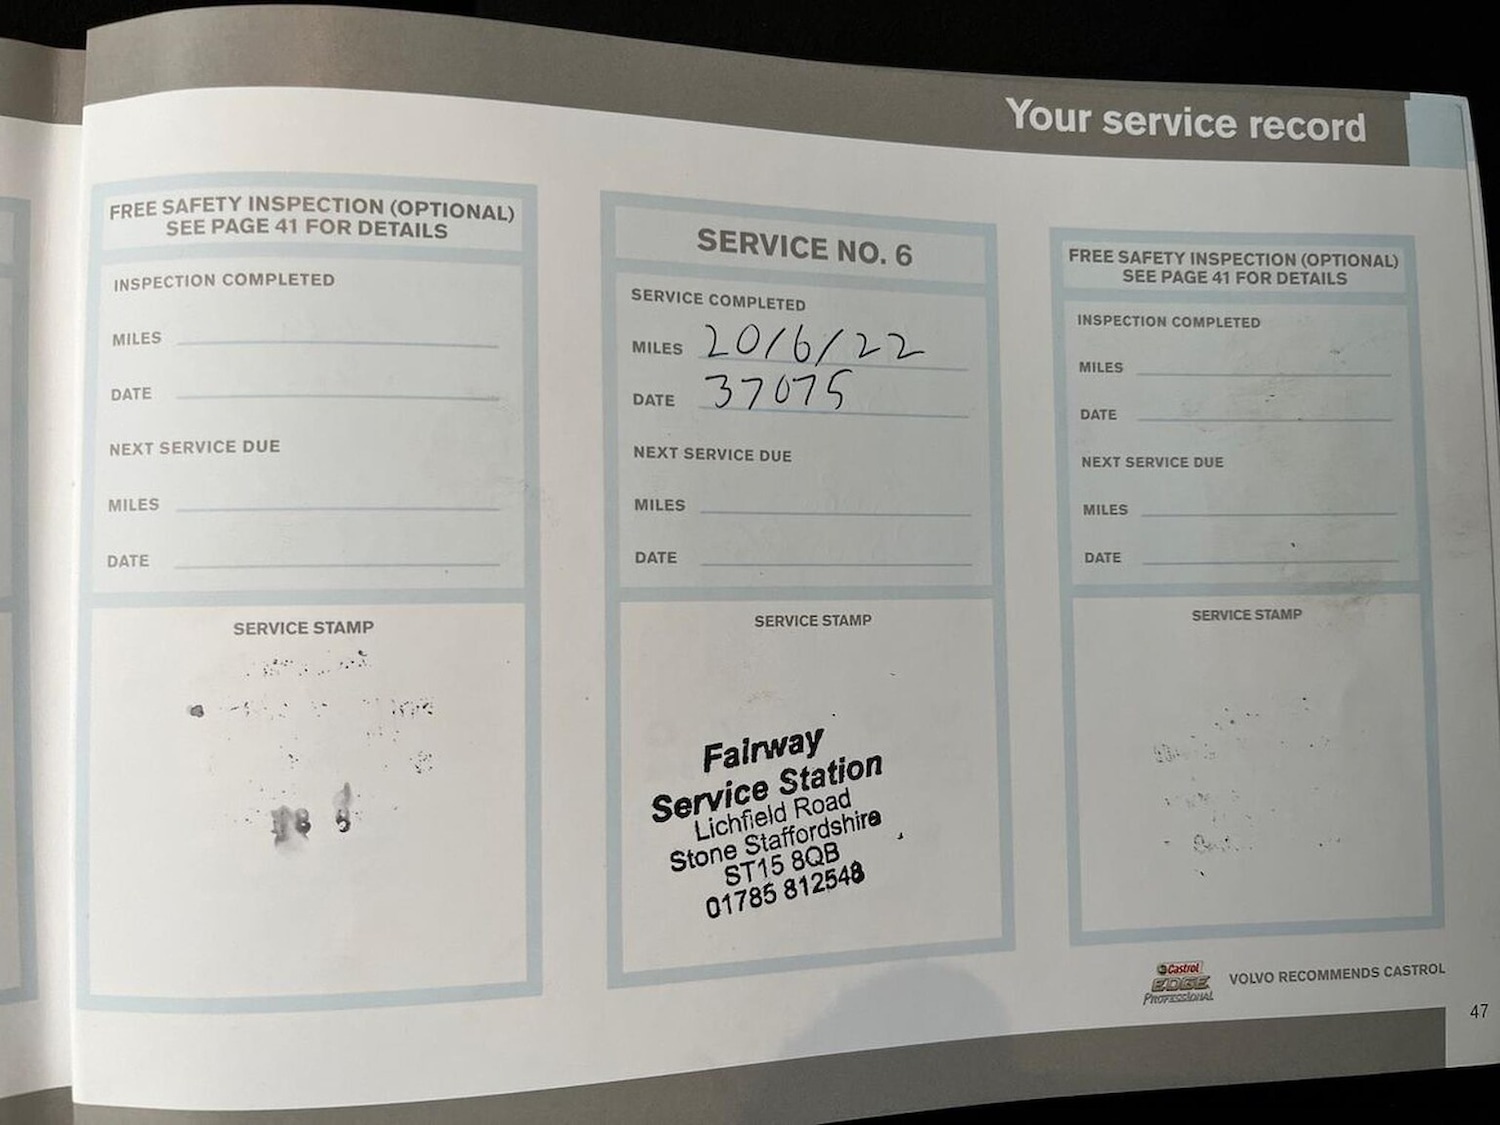 Your service record
FREE SAFETY INSPECTION (OPTIONAL)
SEE PAGE 41 FOR DETAILS
INSPECTION COMPLETED
MILES
DATE
NEXT SERVICE DUE
MILES
DATE
SERVICE STAMP
SERVICE NO. 6
SERVICE COMPLETED
MILES 20/6/22
DATE 37075
NEXT SERVICE DUE
MILES
DATE
SERVICE STAMP
Fairway
Service Station
Lichfield Road
Stone Staffordshire
ST15 8QB
01785 812548
FREE SAFETY INSPECTION (OPTIONAL)
SEE PAGE 41 FOR DETAILS
INSPECTION COMPLETED
MILES
DATE
NEXT SERVICE DUE
MILES
DATE
SERVICE STAMP
Castrol
EDGE
PROFESSIONAL
VOLVO RECOMMENDS CASTROL
47